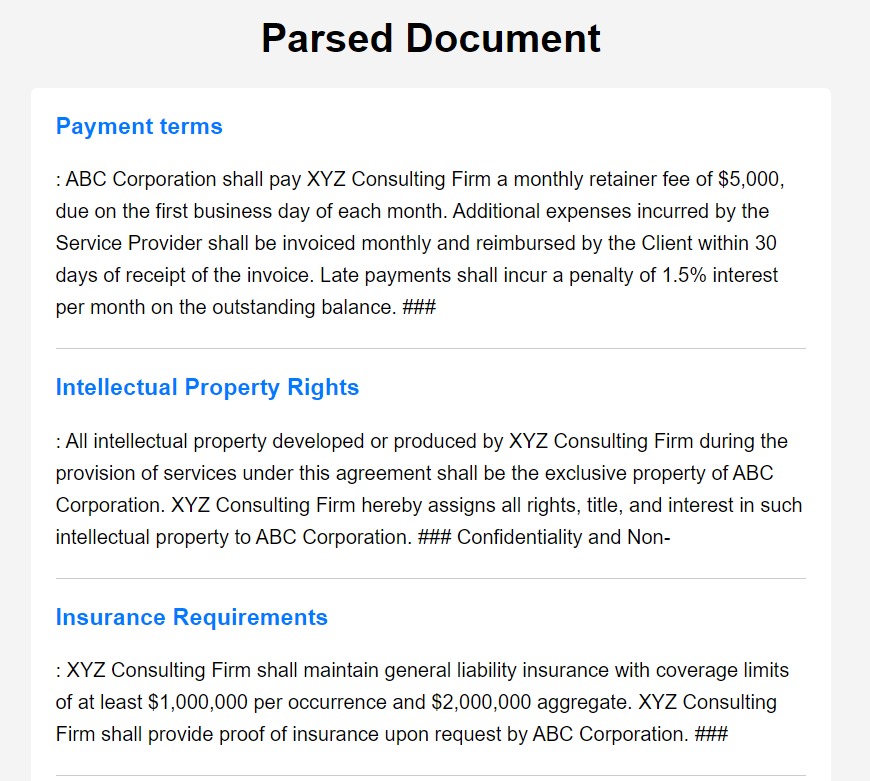 Parsed Document
Payment terms
: ABC Corporation shall pay XYZ Consulting Firm a monthly retainer fee of $5,000,
due on the first business day of each month. Additional expenses incurred by the
Service Provider shall be invoiced monthly and reimbursed by the Client within 30
days of receipt of the invoice. Late payments shall incur a penalty of 1.5% interest
per month on the outstanding balance. ###
Intellectual Property Rights
: All intellectual property developed or produced by XYZ Consulting Firm during the
provision of services under this agreement shall be the exclusive property of ABC
Corporation. XYZ Consulting Firm hereby assigns all rights, title, and interest in such
intellectual property to ABC Corporation. ### Confidentiality and Non-
Insurance Requirements
: XYZ Consulting Firm shall maintain general liability insurance with coverage limits
of at least $1,000,000 per occurrence and $2,000,000 aggregate. XYZ Consulting
Firm shall provide proof of insurance upon request by ABC Corporation. ###